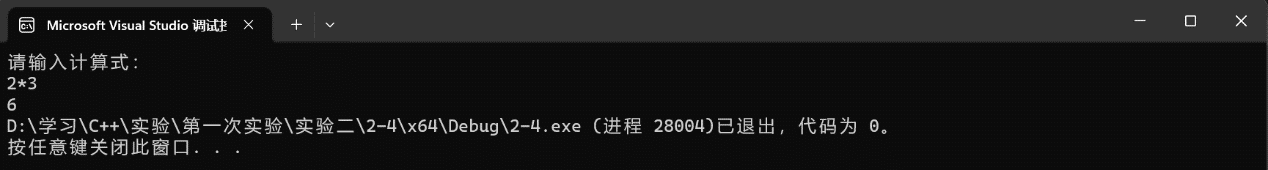 Microsoft Visual Studio 调试
请输入计算式：
2*3
6
D:\学习\C++\实验\第一次实验\实验二\2-4\x64\Debug\2-4.exe (进程 28004)已退出，代码为 0。
按任意键关闭此窗口. . .